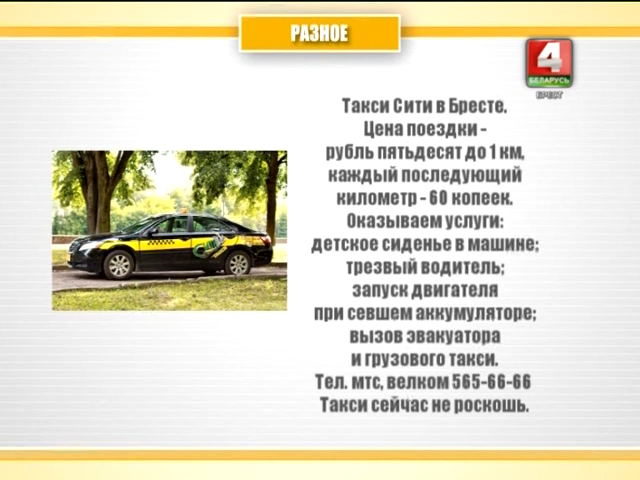 РАЗНОЕ
4
БЕЛАРУСЬ
БРЕСТ
Такси Сити в Бресте.
Цена поездки -
рубль пятьдесят до 1 км,
каждый последующий
километр - 60 копеек.
Оказываем услуги:
детское сиденье в машине;
трезвый водитель;
запуск двигателя
при севшем аккумуляторе;
вызов эвакуатора
и грузового такси.
Тел. мтс, велком 565-66-66
Такси сейчас не роскошь.